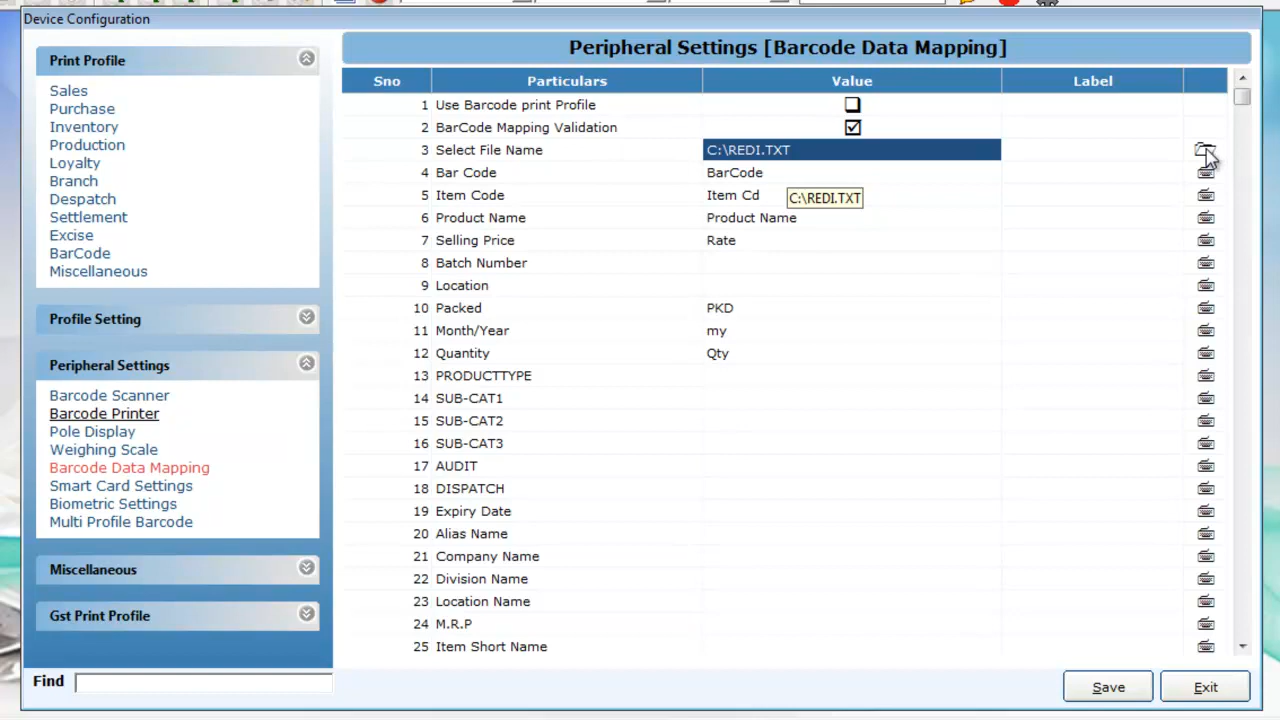 Device Configuration
Print Profile
Sales
Purchase
Inventory
Production
Loyalty
Branch
Despatch
Settlement
Excise
BarCode
Miscellaneous
Profile Setting
Peripheral Settings
Barcode Scanner
Barcode Printer
Pole Display
Weighing Scale
Barcode Data Mapping
Smart Card Settings
Biometric Settings
Multi Profile Barcode
Miscellaneous
Gst Print Profile
Find
Peripheral Settings [Barcode Data Mapping]
Sno Particulars Value Label
1 Use Barcode print Profile
2 BarCode Mapping Validation
3 Select File Name C:\REDI.TXT
4 Bar Code BarCode
5 Item Code Item Cd
C:\REDI.TXT
6 Product Name Product Name
7 Selling Price Rate
8 Batch Number
9 Location
10 Packed PKD
11 Month/Year my
12 Quantity Qty
13 PRODUCTTYPE
14 SUB-CAT1
15 SUB-CAT2
16 SUB-CAT3
17 AUDIT
18 DISPATCH
19 Expiry Date
20 Alias Name
21 Company Name
22 Division Name
23 Location Name
24 M.R.P
25 Item Short Name
Save Exit